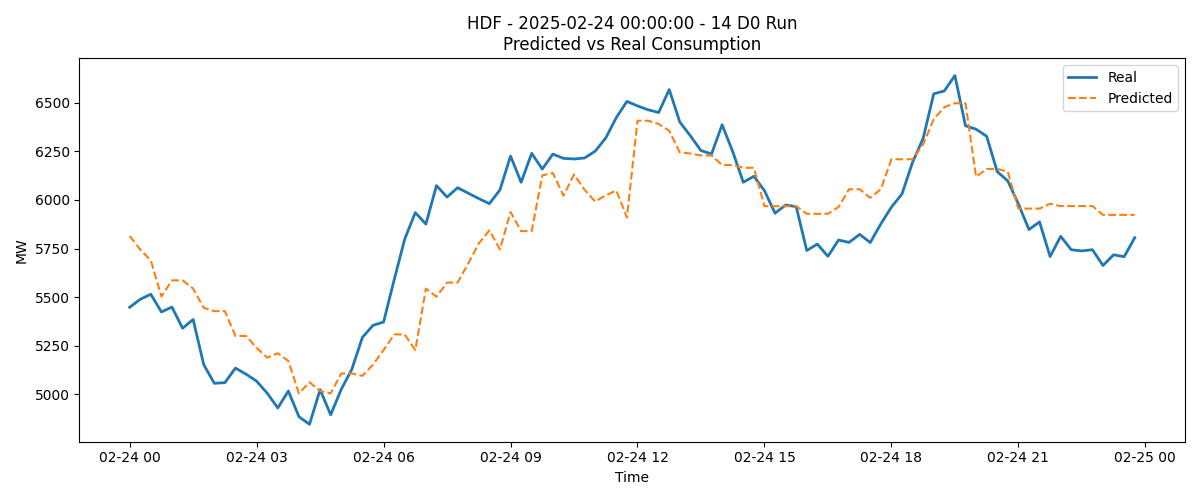 HDF - 2025-02-24 00:00:00 - 14 D0 Run
Predicted vs Real Consumption
Real
Predicted
6500
6250
6000
5750
5500
5250
5000
MW
02-24 00
02-24 03
02-24 06
02-24 09
02-24 12
02-24 15
02-24 18
02-24 21
02-25 00
Time